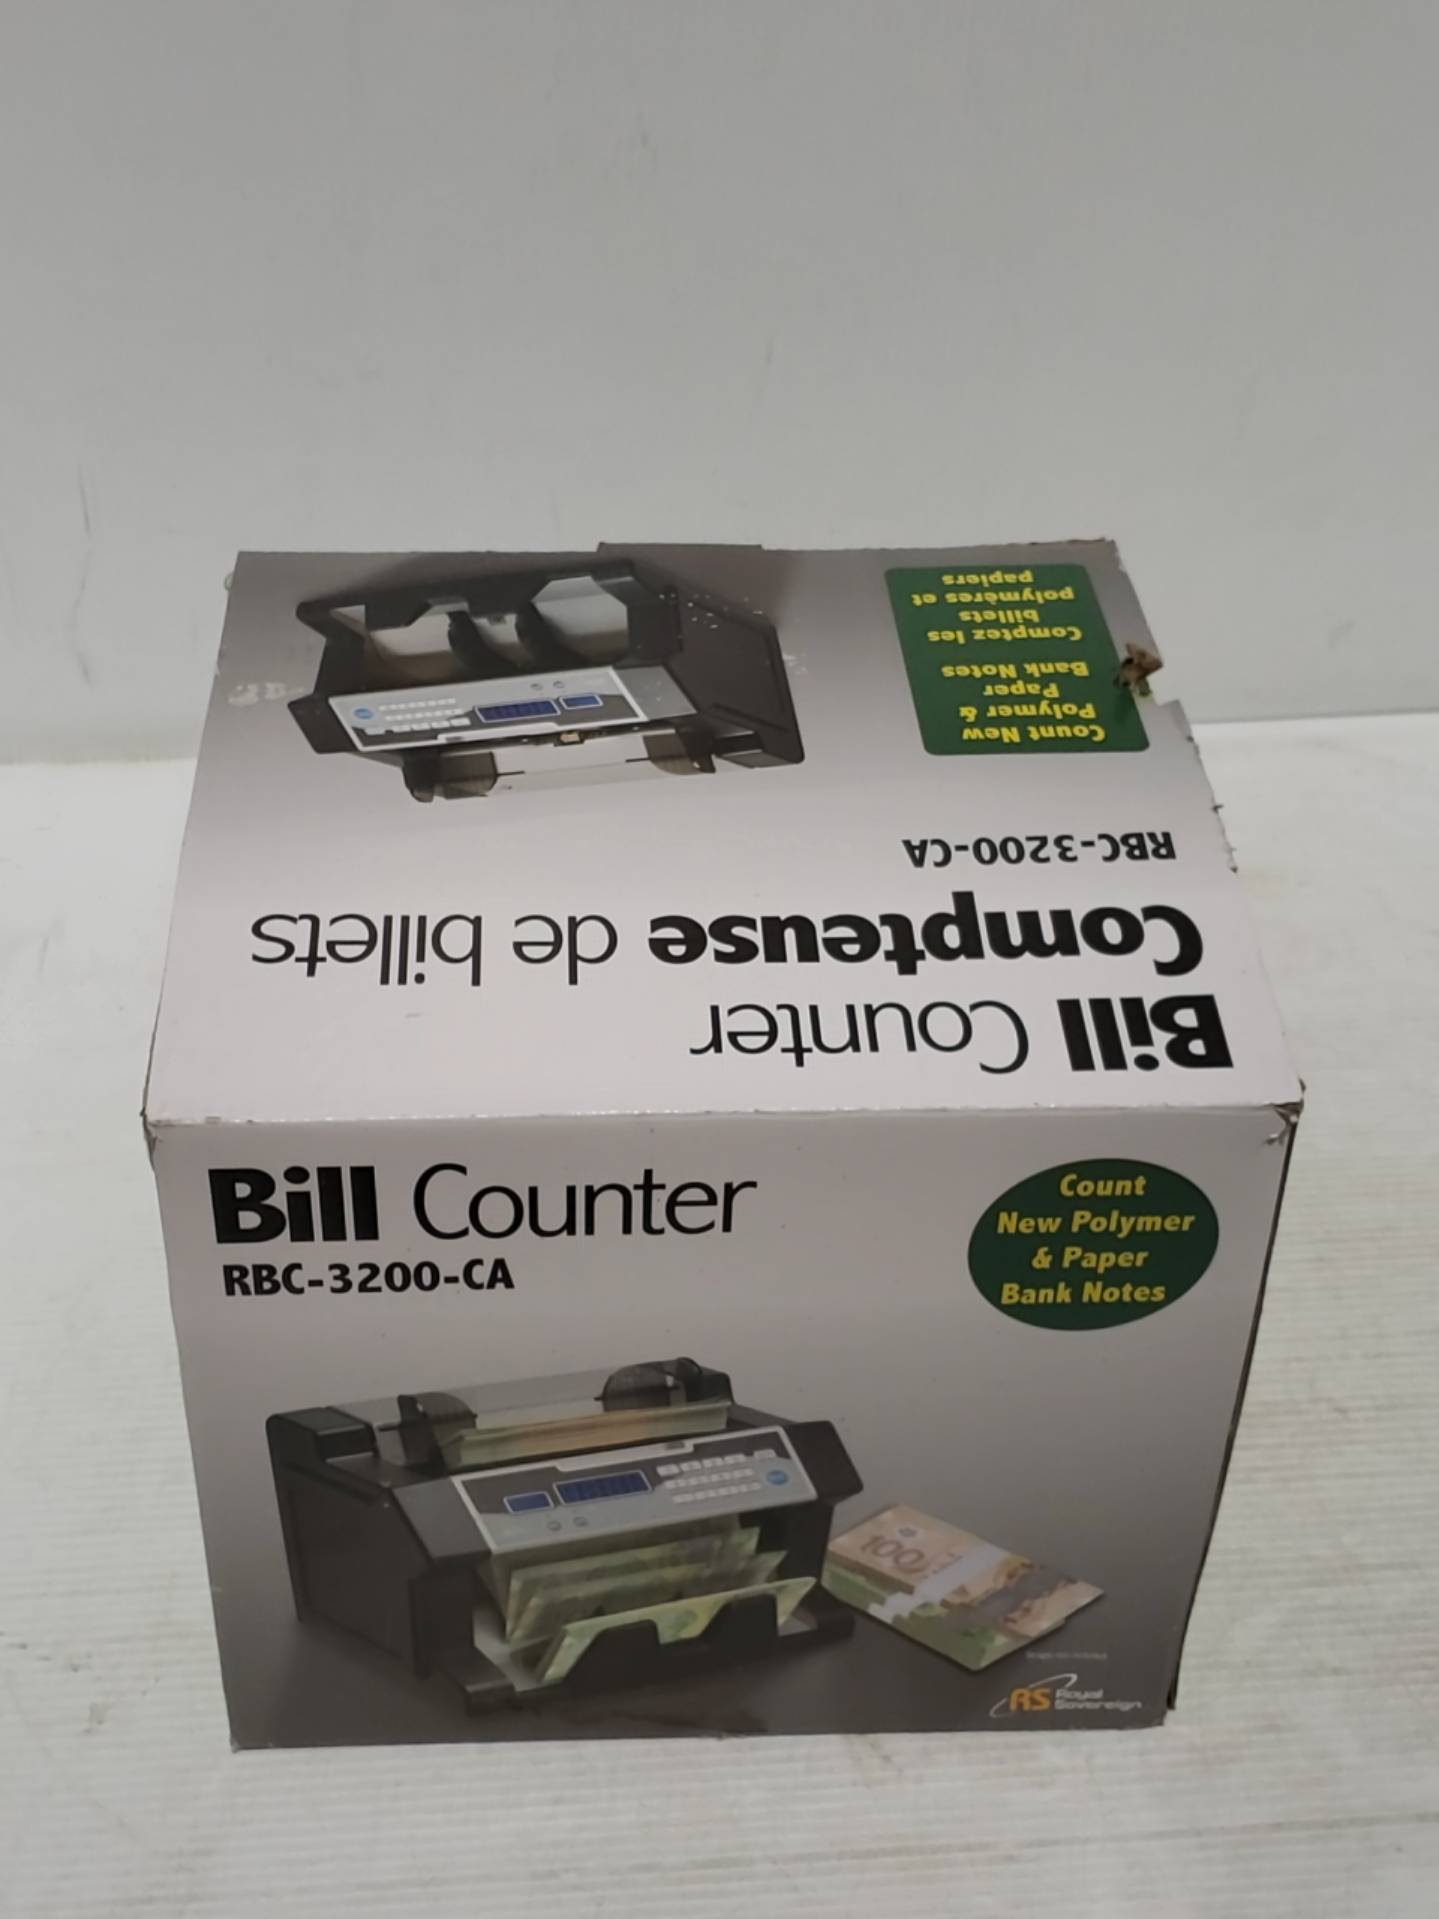 Count New
Polymer &
Paper
Bank Notes
Comptez les
billets
polymères et
papiers
RBC-3200-CA
Compteuse de billets
Bill Counter
Bill Counter
RBC-3200-CA
Count
New Polymer
& Paper
Bank Notes
100
RS Royal
Sovereign